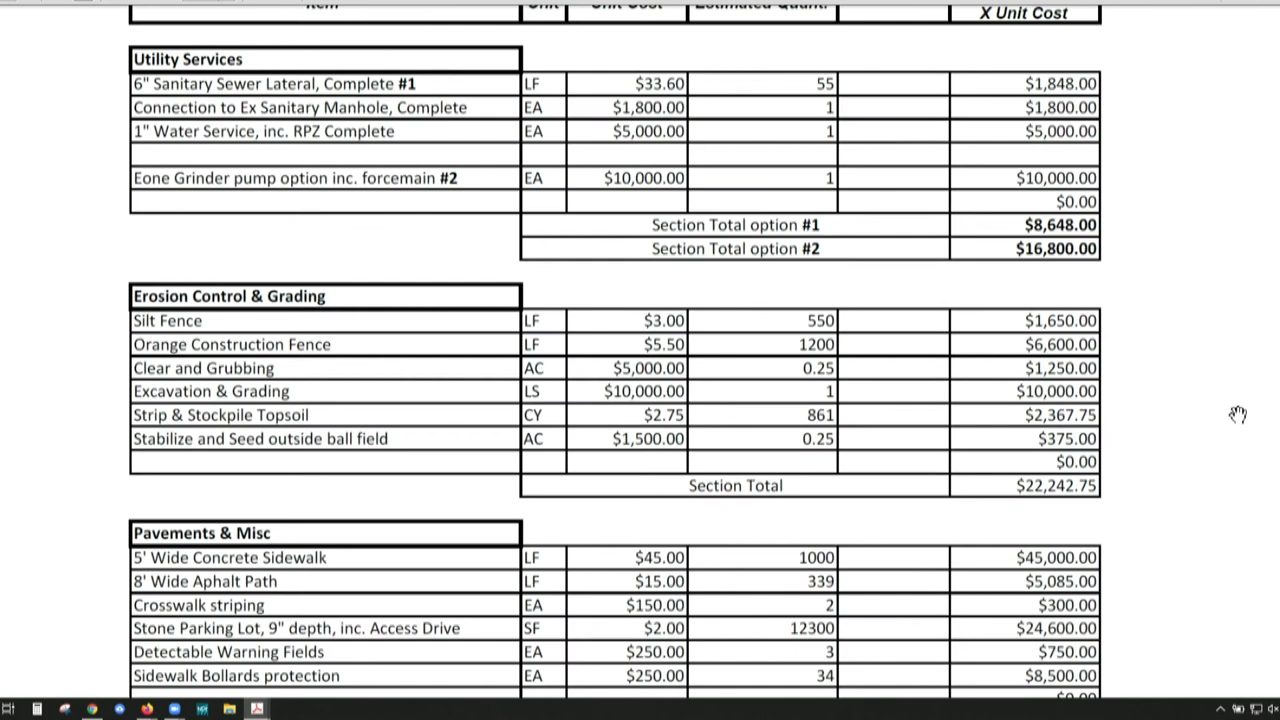 Item Unit Unit Cost Estimated Quant.
X Unit Cost
Utility Services
6" Sanitary Sewer Lateral, Complete #1 LF $33.60 55 $1,848.00
Connection to Ex Sanitary Manhole, Complete EA $1,800.00 1 $1,800.00
1" Water Service, inc. RPZ Complete EA $5,000.00 1 $5,000.00
Eone Grinder pump option inc. forcemain #2 EA $10,000.00 1 $10,000.00
$0.00
Section Total option #1 $8,648.00
Section Total option #2 $16,800.00
Erosion Control & Grading
Silt Fence LF $3.00 550 $1,650.00
Orange Construction Fence LF $5.50 1200 $6,600.00
Clear and Grubbing AC $5,000.00 0.25 $1,250.00
Excavation & Grading LS $10,000.00 1 $10,000.00
Strip & Stockpile Topsoil CY $2.75 861 $2,367.75
Stabilize and Seed outside ball field AC $1,500.00 0.25 $375.00
$0.00
Section Total $22,242.75
Pavements & Misc
5' Wide Concrete Sidewalk LF $45.00 1000 $45,000.00
8' Wide Aphalt Path LF $15.00 339 $5,085.00
Crosswalk striping EA $150.00 2 $300.00
Stone Parking Lot, 9" depth, inc. Access Drive SF $2.00 12300 $24,600.00
Detectable Warning Fields EA $250.00 3 $750.00
Sidewalk Bollards protection EA $250.00 34 $8,500.00
$0.00